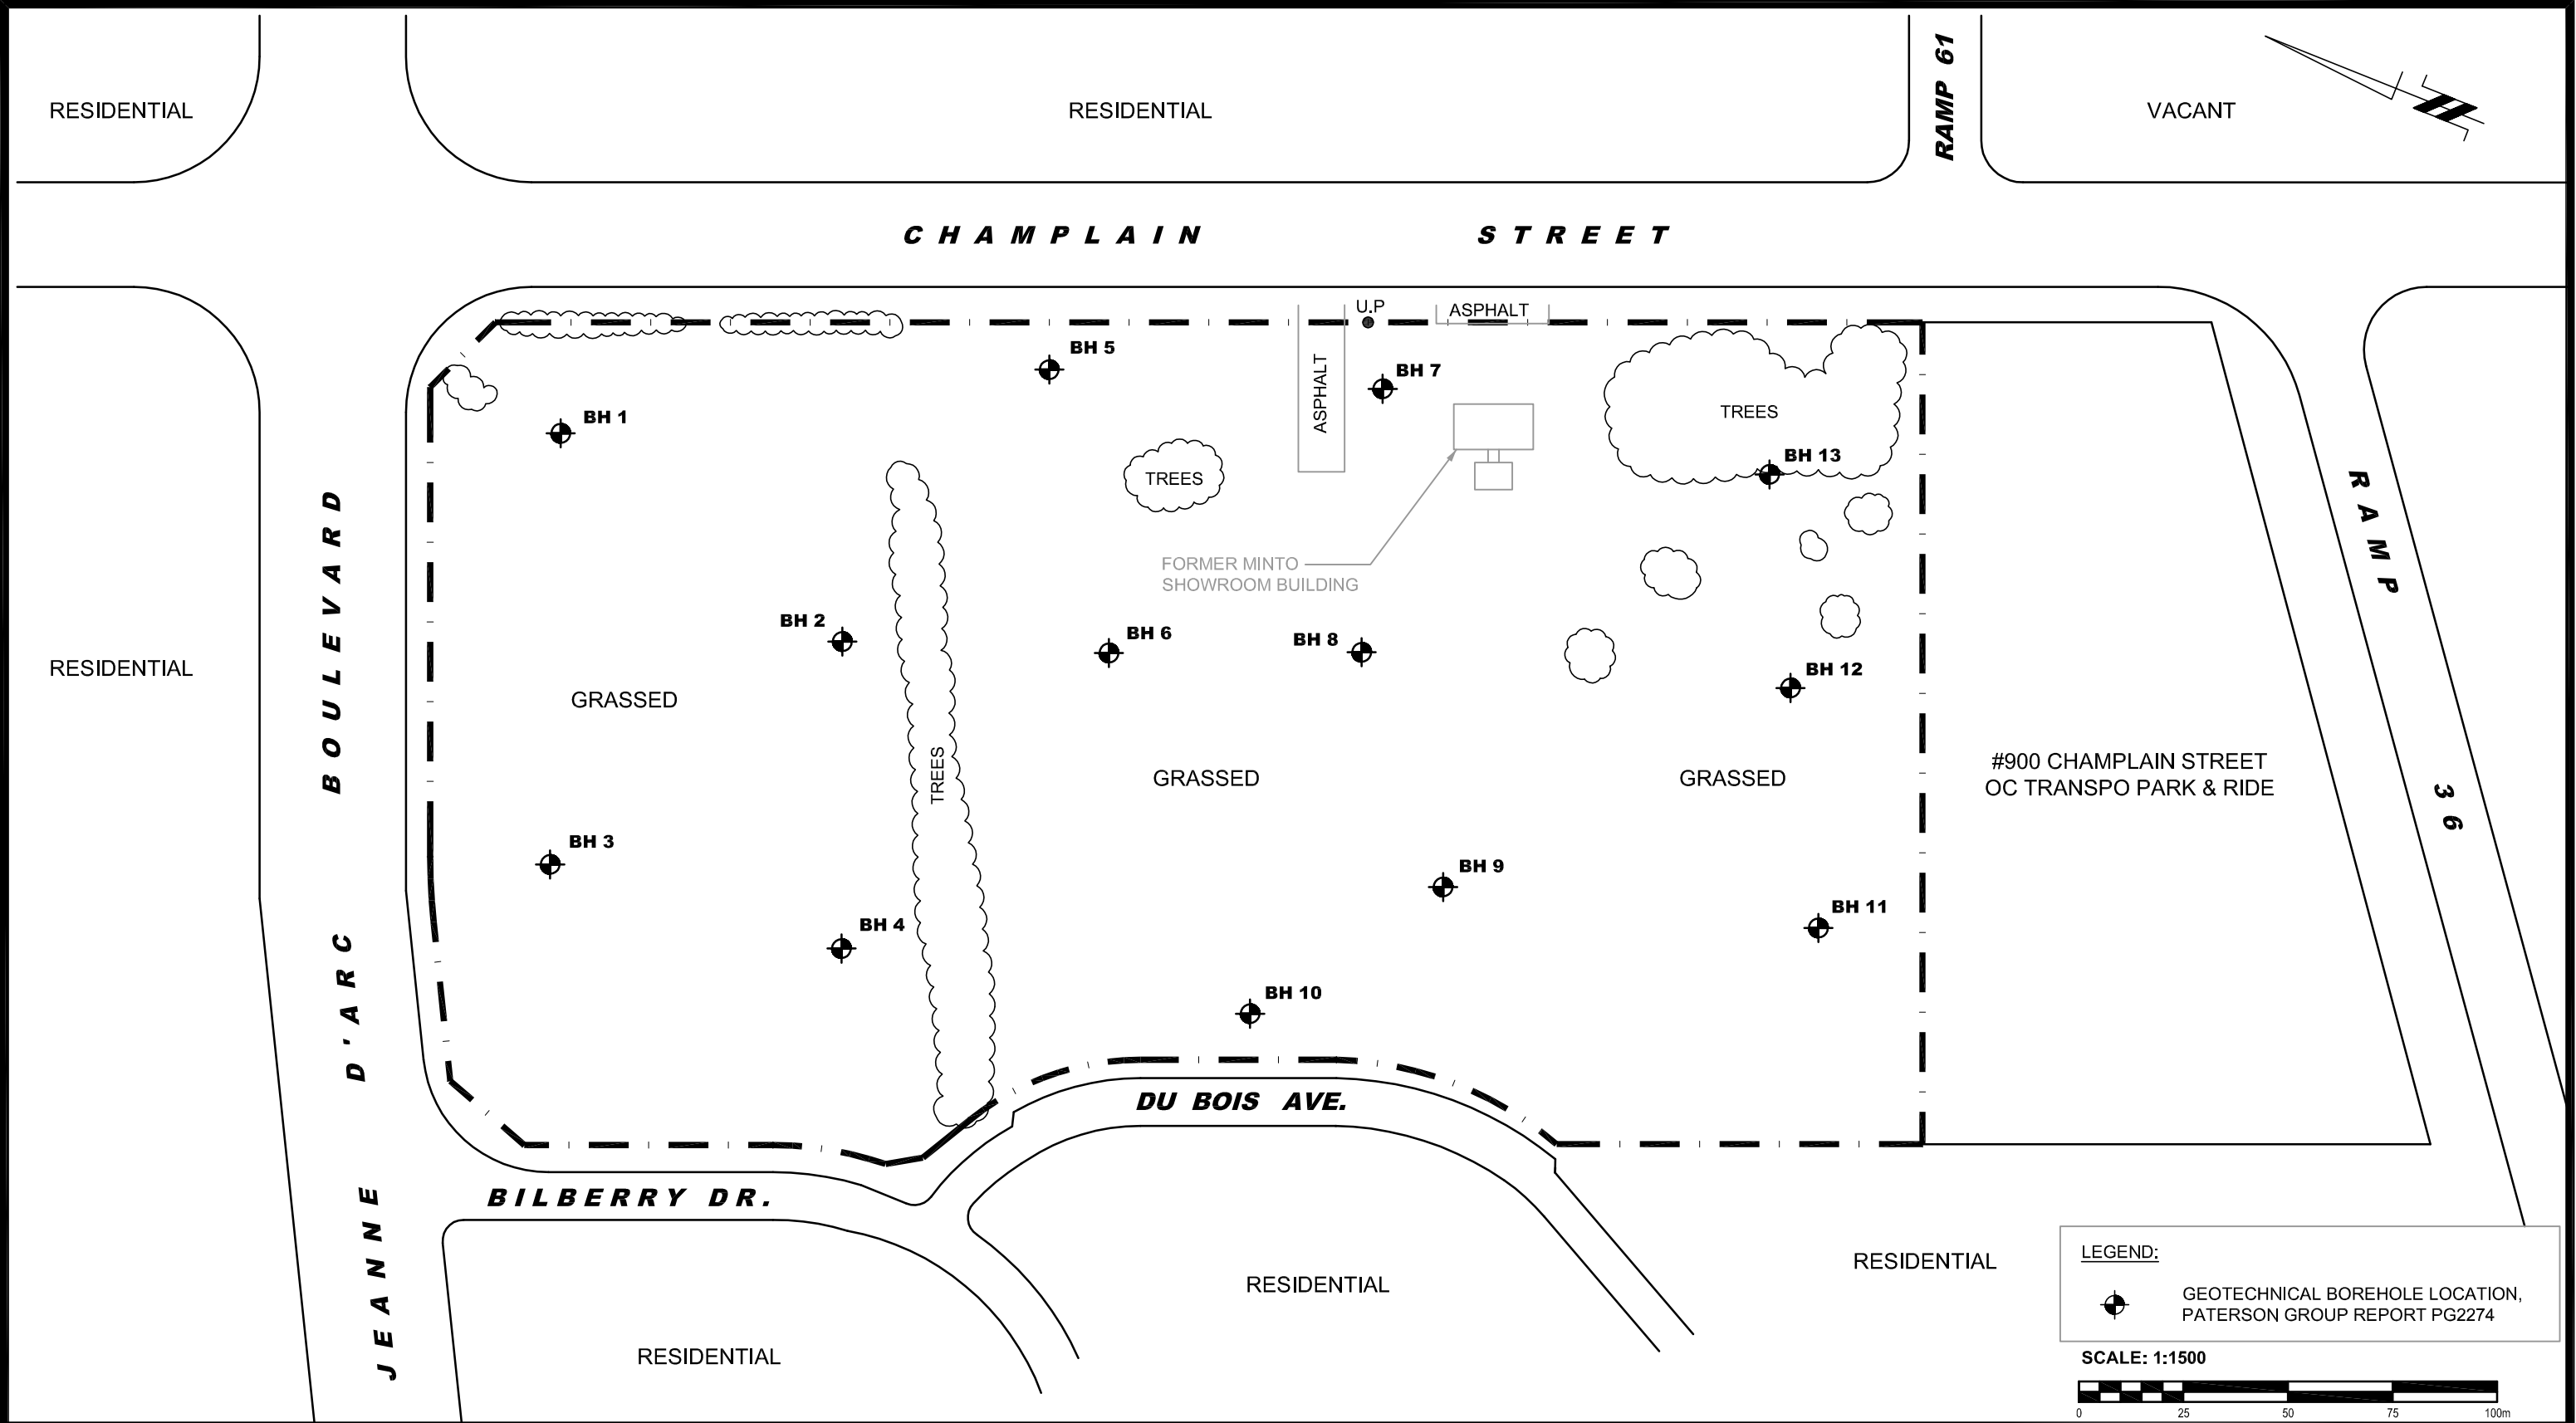 RESIDENTIAL
RESIDENTIAL
RAMP 61
VACANT
CHAMPLAIN STREET
U.P
ASPHALT
ASPHALT
BH 5
BH 7
BH 1
TREES
BH 13
TREES
RAMP 36
FORMER MINTO
SHOWROOM BUILDING
JEANNE D'ARC BOULEVARD
BH 2
BH 6
BH 8
BH 12
RESIDENTIAL
GRASSED
TREES
GRASSED
GRASSED
#900 CHAMPLAIN STREET
OC TRANSPO PARK & RIDE
BH 3
BH 9
BH 4
BH 11
BH 10
DU BOIS AVE.
BILBERRY DR.
RESIDENTIAL
RESIDENTIAL
RESIDENTIAL
LEGEND:
GEOTECHNICAL BOREHOLE LOCATION,
PATERSON GROUP REPORT PG2274
SCALE: 1:1500
0 25 50 75 100m